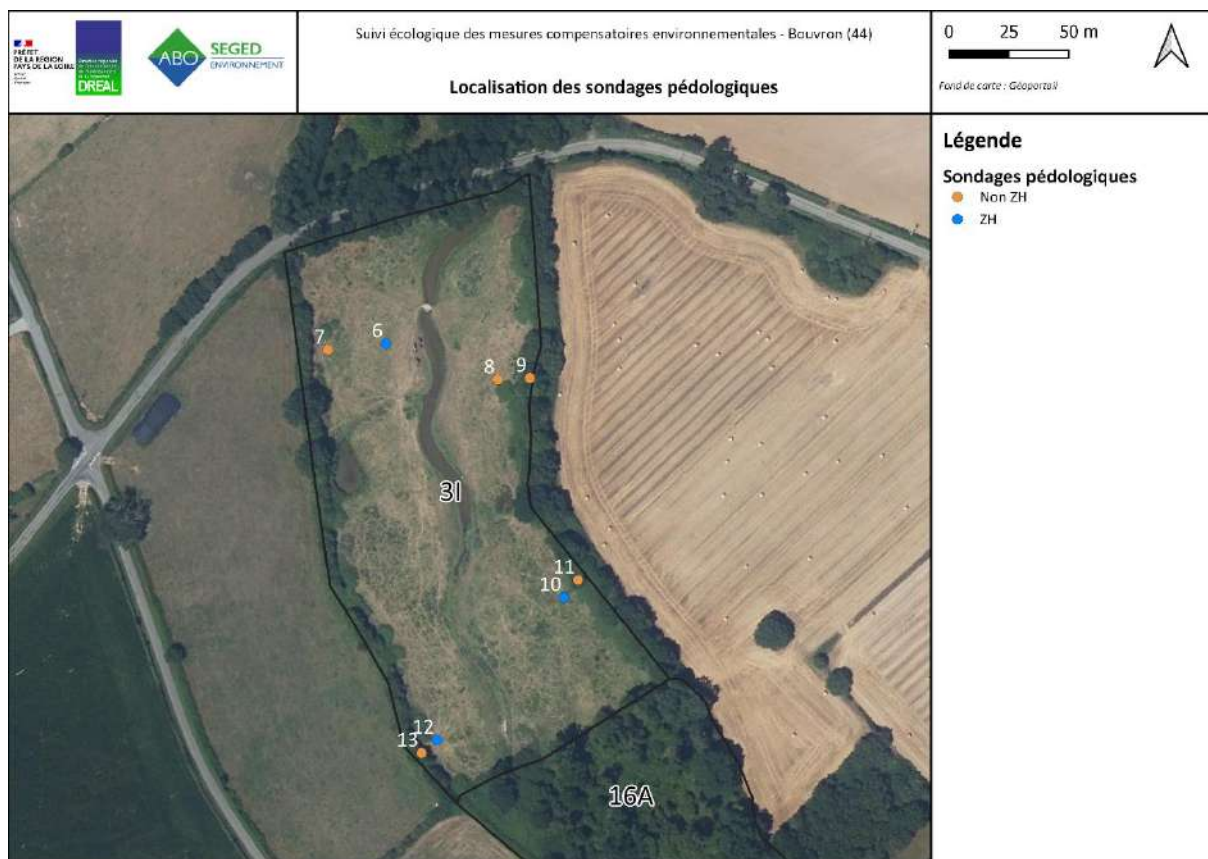 PRÉFET
DE LA RÉGION
PAYS DE LA LOIRE
DREAL
ABO
SEGED
ENVIRONNEMENT
Suivi écologique des mesures compensatoires environnementales - Bouvron (44)
Localisation des sondages pédologiques
0 25 50 m
Fond de carte : Géoportail
Légende
Sondages pédologiques
Non ZH
ZH
7
6
8
9
3I
11
10
12
13
16A